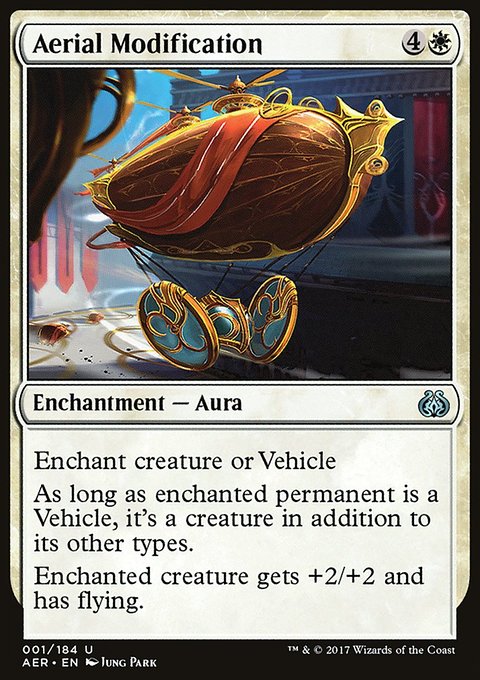 Aerial Modification 4
Enchantment — Aura
Enchant creature or Vehicle
As long as enchanted permanent is a
Vehicle, it's a creature in addition to
its other types.
Enchanted creature gets +2/+2 and
has flying.
001/184 U
AER • EN Jung Park
™ & © 2017 Wizards of the Coast